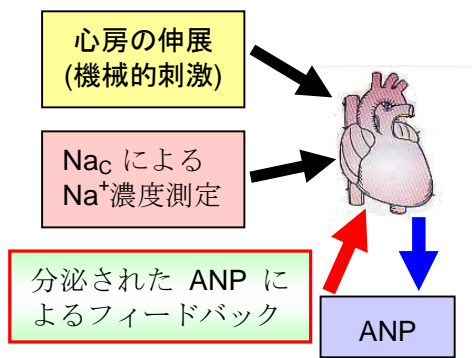 心房の伸展
(機械的刺激)
NaC による
Na+濃度測定
分泌された ANP に
よるフィードバック
ANP